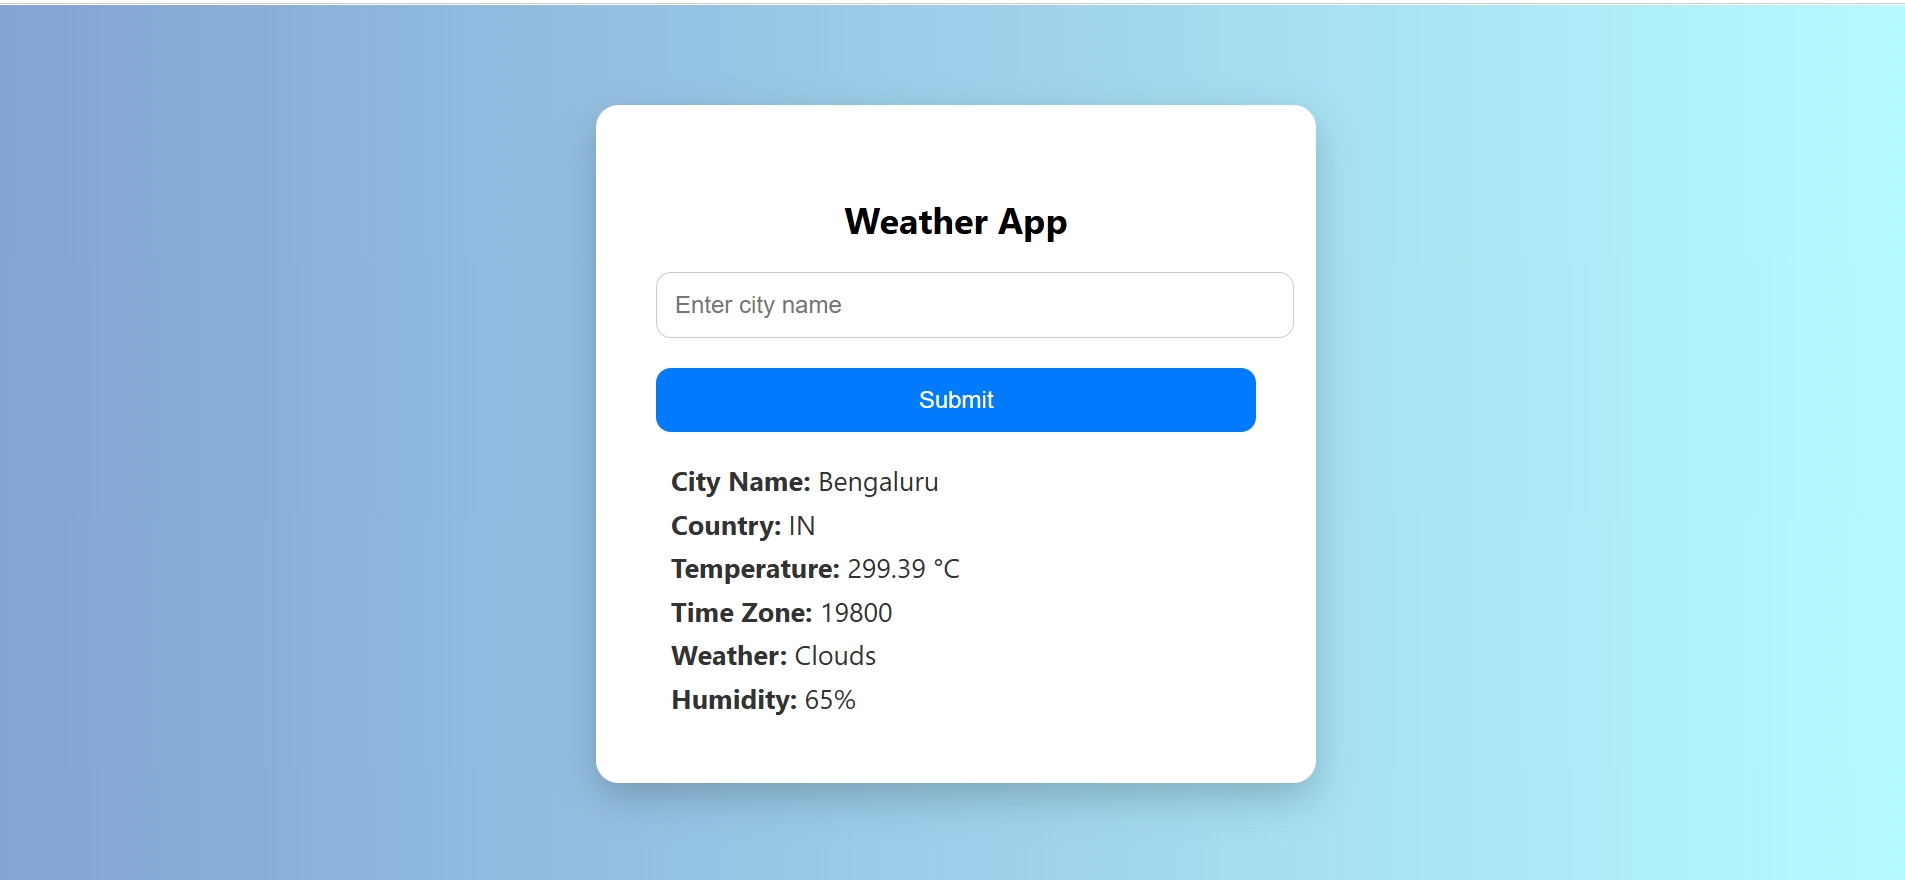 Weather App
Enter city name
Submit
City Name: Bengaluru
Country: IN
Temperature: 299.39 °C
Time Zone: 19800
Weather: Clouds
Humidity: 65%